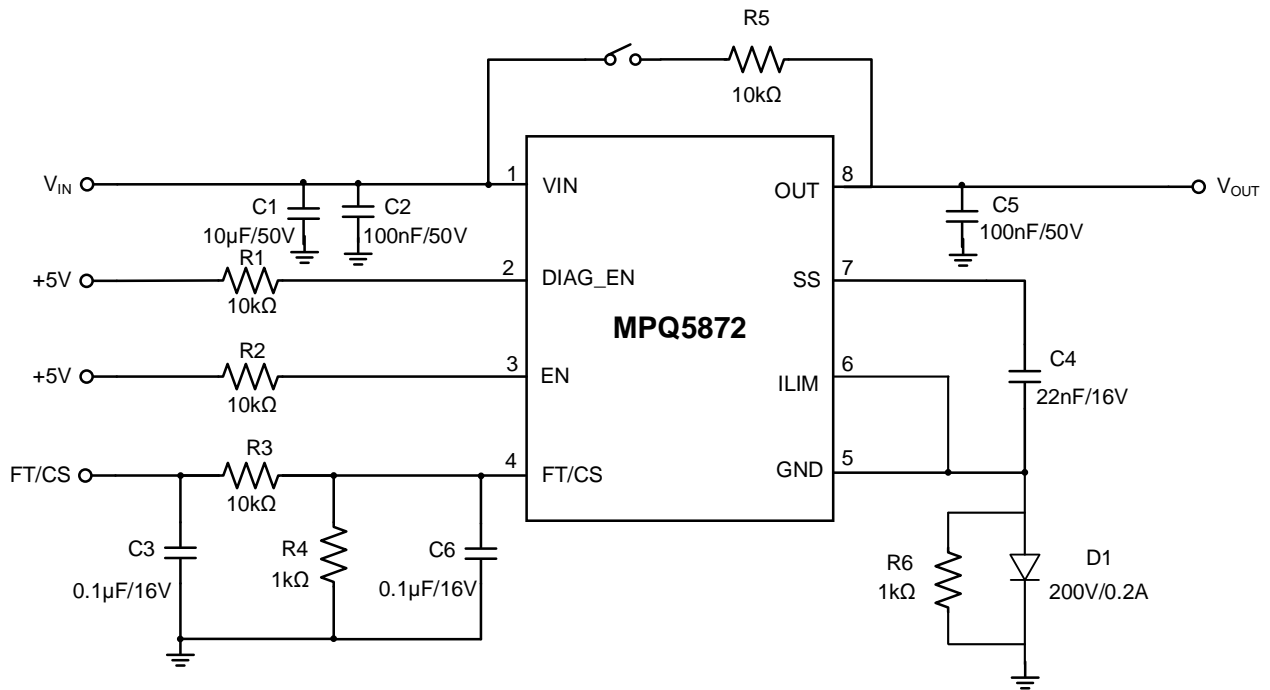 R5
10kΩ
VIN
1
VIN
OUT
8
VOUT
C1
10µF/50V
C2
100nF/50V
C5
100nF/50V
+5V
R1
10kΩ
2
DIAG_EN
SS
7
MPQ5872
+5V
R2
10kΩ
3
EN
ILIM
6
C4
22nF/16V
FT/CS
R3
10kΩ
4
FT/CS
GND
5
C3
0.1µF/16V
R4
1kΩ
C6
0.1µF/16V
R6
1kΩ
D1
200V/0.2A